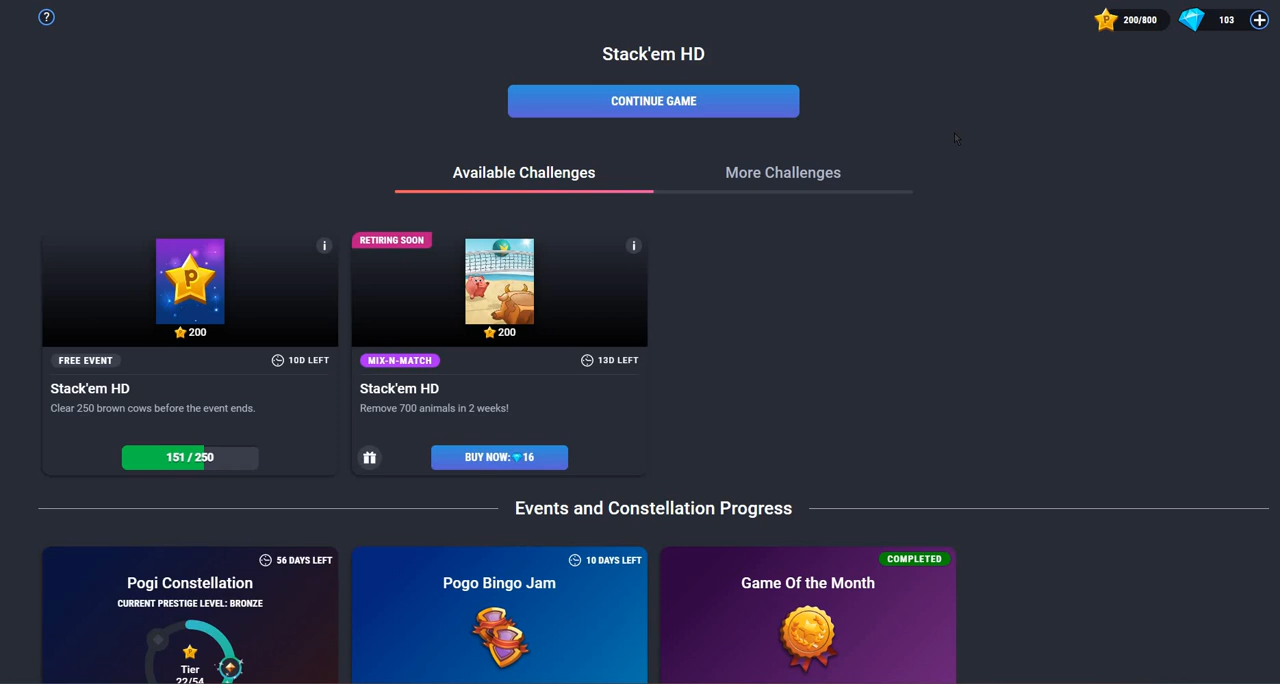 ?
P 200/800 103 +
Stack'em HD
CONTINUE GAME
Available Challenges More Challenges
RETIRING SOON
i i
P P
200 200
FREE EVENT 10D LEFT MIX-N-MATCH 13D LEFT
Stack'em HD Stack'em HD
Clear 250 brown cows before the event ends. Remove 700 animals in 2 weeks!
151 / 250 BUY NOW: 16
Events and Constellation Progress
56 DAYS LEFT 10 DAYS LEFT COMPLETED
Pogi Constellation Pogo Bingo Jam Game Of the Month
CURRENT PRESTIGE LEVEL: BRONZE
Tier
22/54